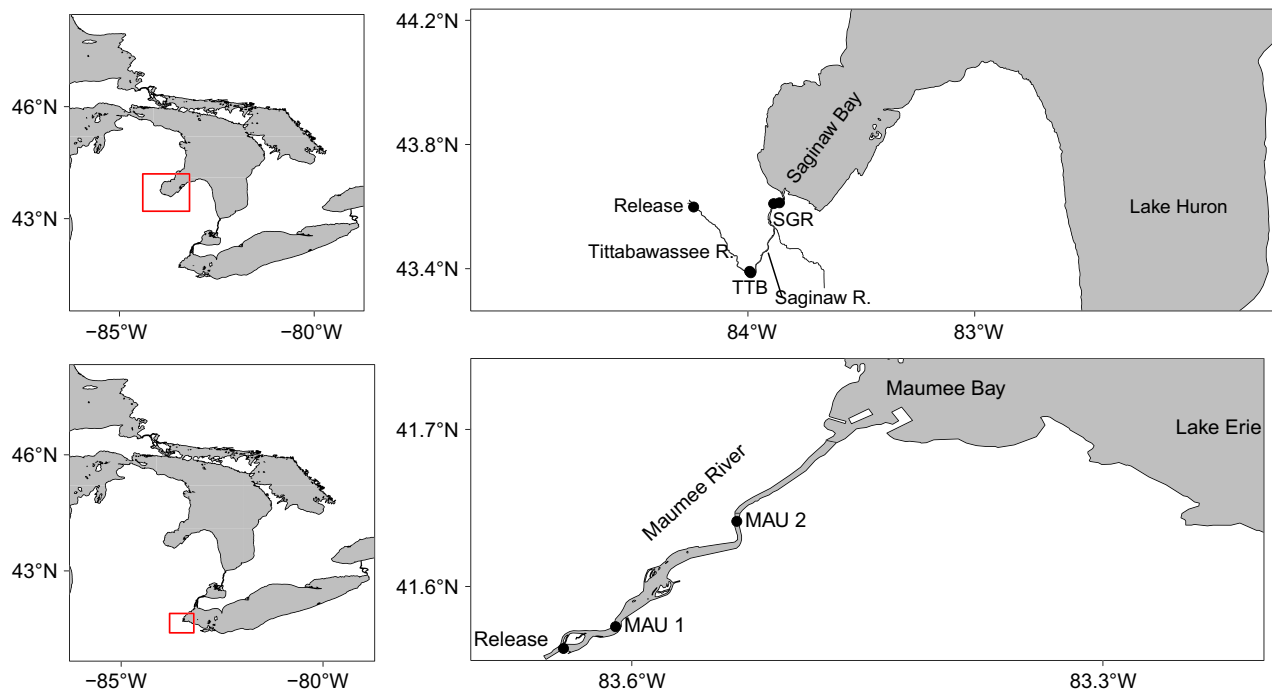 46°N
43°N
−85°W
−80°W
44.2°N
43.8°N
43.4°N
84°W
83°W
Saginaw Bay
Release
SGR
Lake Huron
Tittabawassee R.
TTB
Saginaw R.
46°N
43°N
−85°W
−80°W
41.7°N
41.6°N
83.6°W
83.3°W
Maumee Bay
Lake Erie
Maumee River
MAU 2
MAU 1
Release